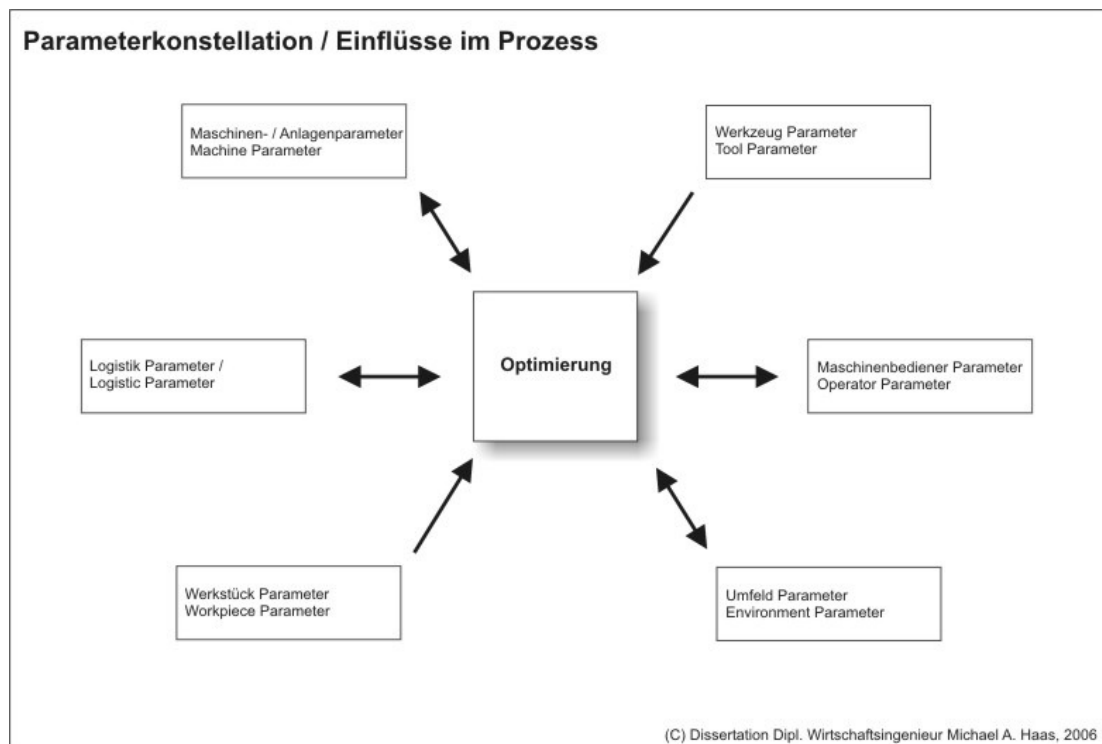 Parameterkonstellation / Einflüsse im Prozess
Maschinen- / Anlagenparameter
Machine Parameter
Werkzeug Parameter
Tool Parameter
Logistik Parameter /
Logistic Parameter
Optimierung
Maschinenbediener Parameter
Operator Parameter
Werkstück Parameter
Workpiece Parameter
Umfeld Parameter
Environment Parameter
(C) Dissertation Dipl. Wirtschaftsingenieur Michael A. Haas, 2006